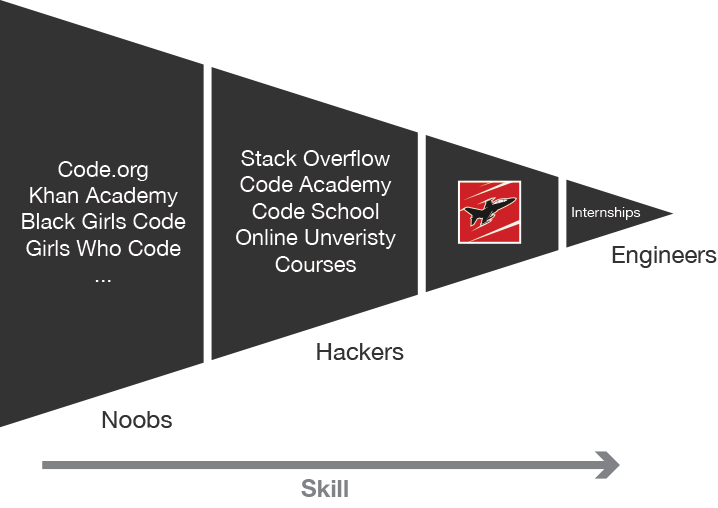 Code.org
Khan Academy
Black Girls Code
Girls Who Code
...
Stack Overflow
Code Academy
Code School
Online Unveristy
Courses
Internships
Engineers
Hackers
Noobs
Skill